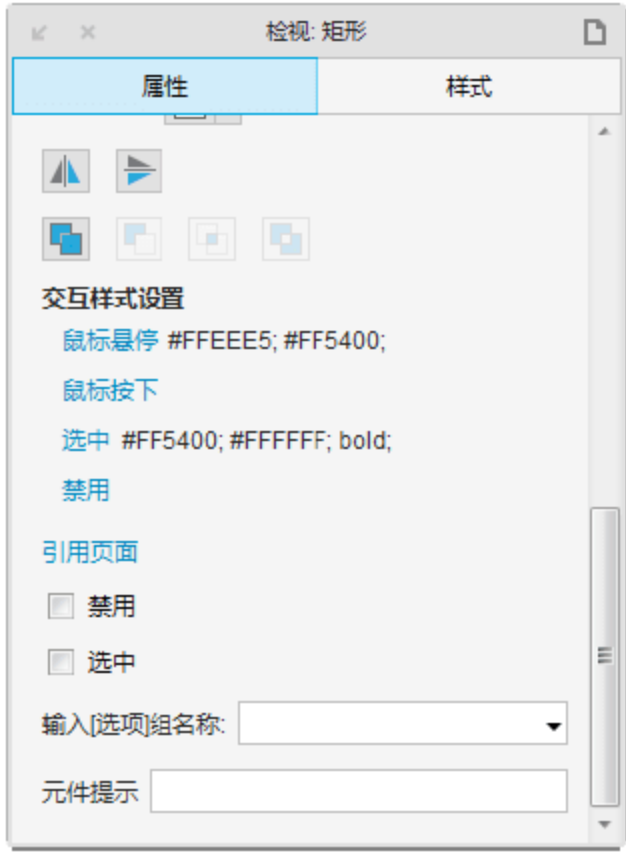 检视: 矩形
属性 样式
交互样式设置
鼠标悬停 #FFEEE5; #FF5400;
鼠标按下
选中 #FF5400; #FFFFFF; bold;
禁用
引用页面
禁用
选中
输入[选项]组名称:
元件提示